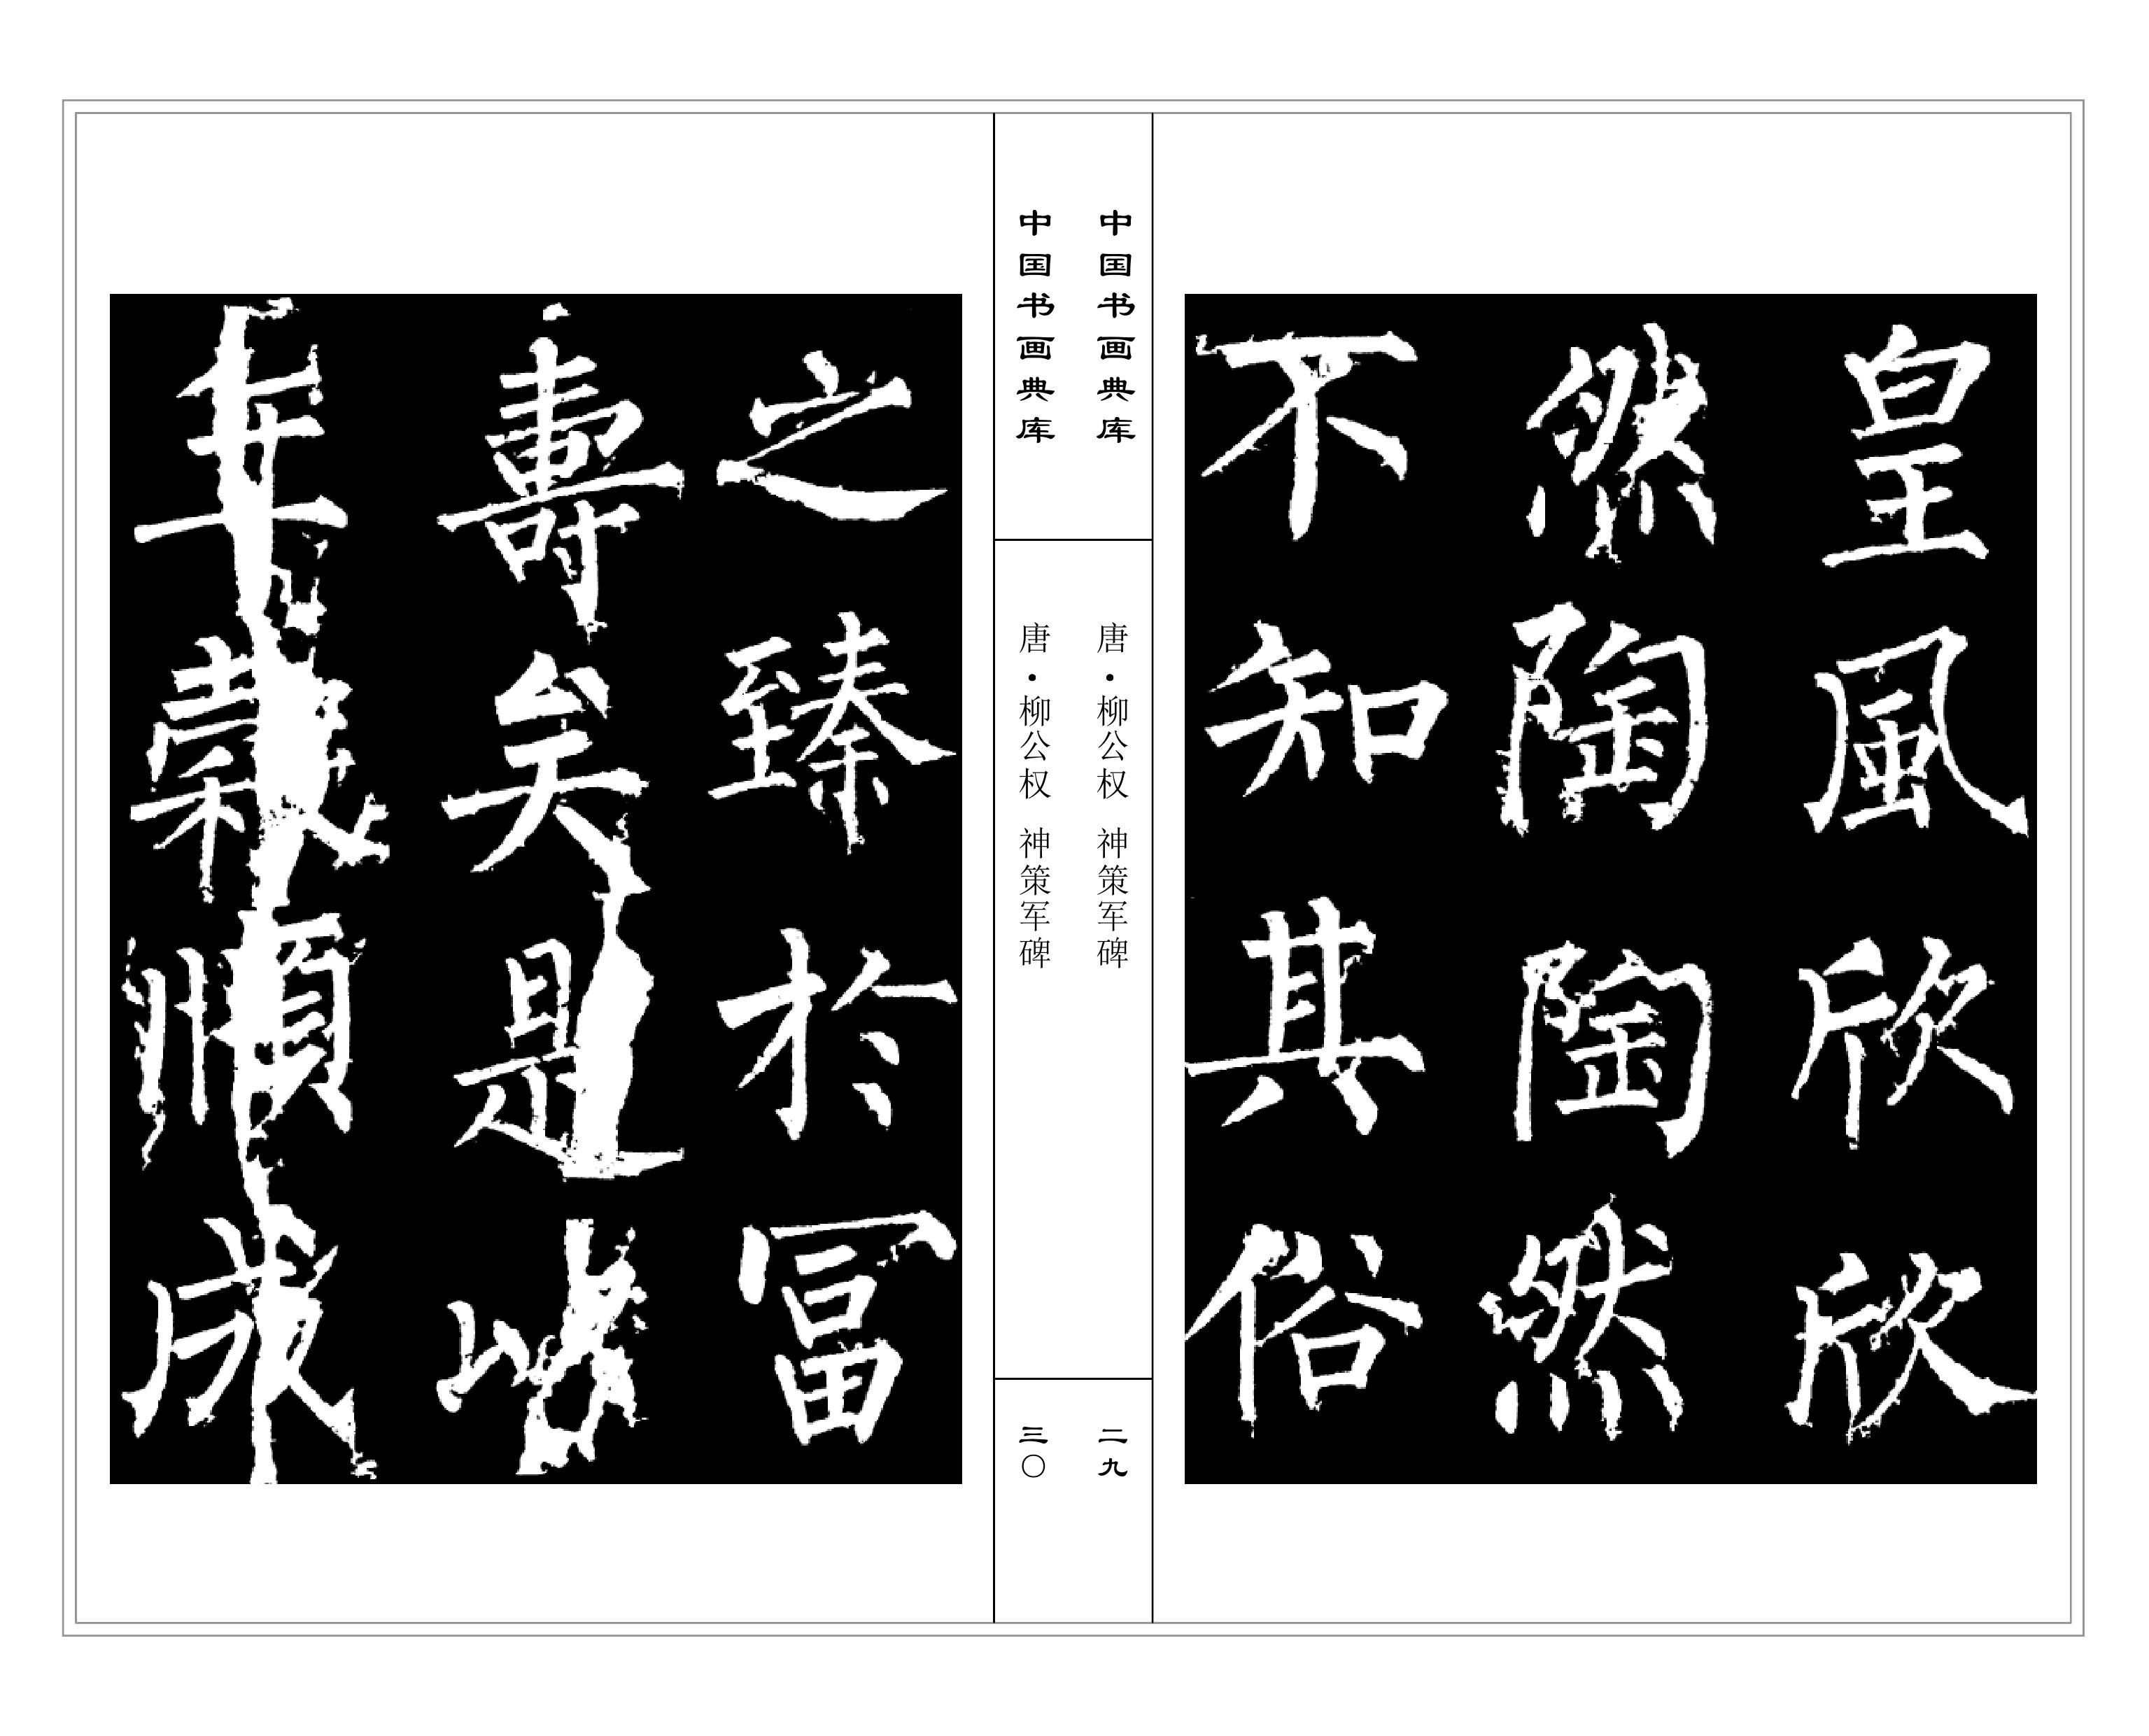 皇風欣欣
然陶陶然
不知其俗
中国书画典库
唐·柳公权 神策军碑
二九
中国书画典库
唐·柳公权 神策军碑
三〇
之臻於冨
壽矣是以
年穀順成